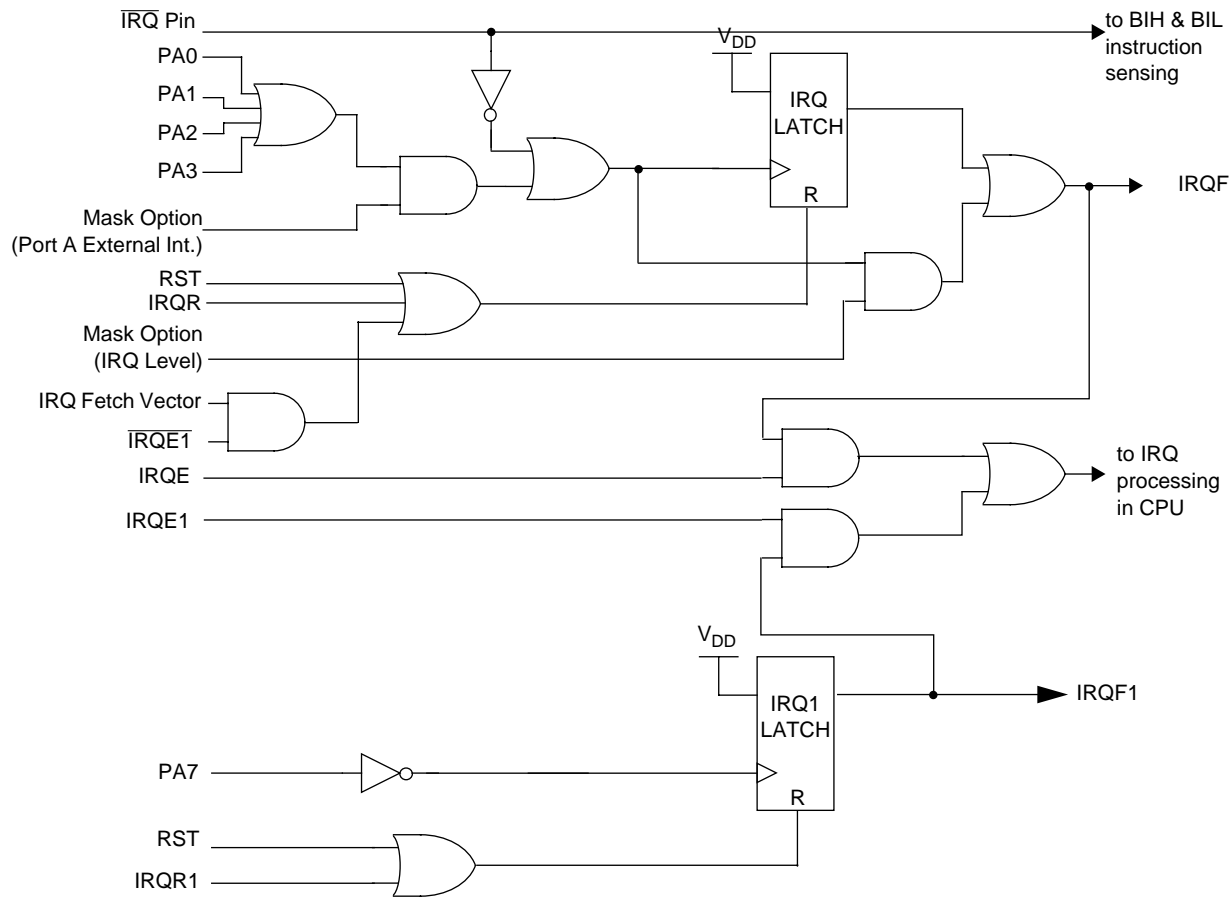 IRQ Pin
to BIH & BIL
instruction
sensing
PA0
PA1
PA2
PA3
VDD
IRQ
LATCH
R
IRQF
Mask Option
(Port A External Int.)
RST
IRQR
Mask Option
(IRQ Level)
IRQ Fetch Vector
IRQE1
IRQE
IRQE1
to IRQ
processing
in CPU
VDD
IRQ1
LATCH
R
IRQF1
PA7
RST
IRQR1